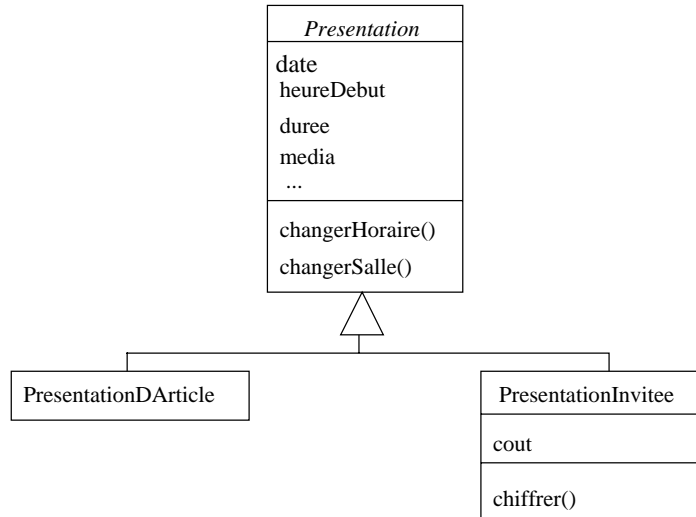 Presentation
date
heureDebut
duree
media
...
changerHoraire()
changerSalle()
PresentationDArticle
PresentationInvitee
cout
chiffrer()